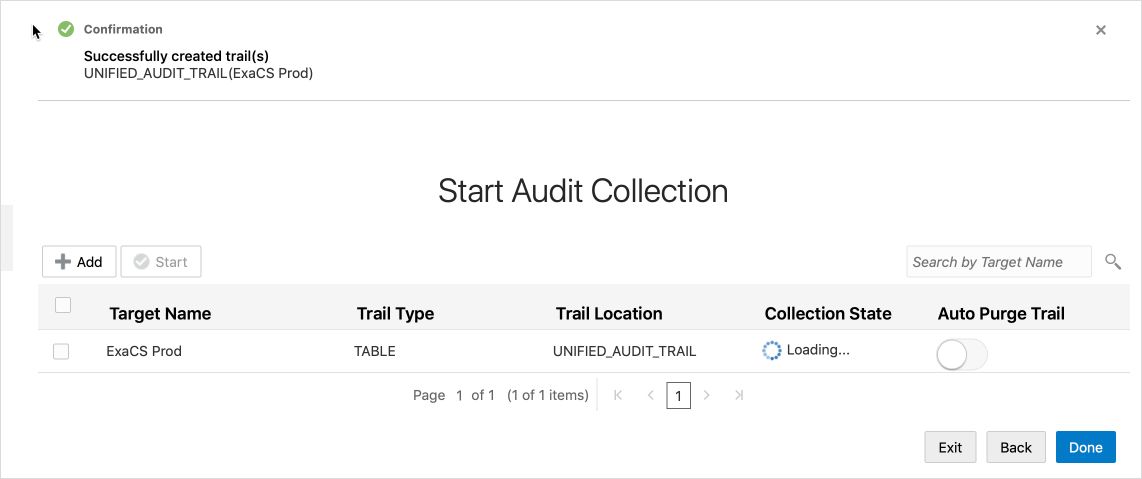 Confirmation
Successfully created trail(s)
UNIFIED_AUDIT_TRAIL(ExaCS Prod)
Start Audit Collection
Add Start Search by Target Name
Target Name Trail Type Trail Location Collection State Auto Purge Trail
ExaCS Prod TABLE UNIFIED_AUDIT_TRAIL Loading...
Page 1 of 1 (1 of 1 items) 1
Exit Back Done